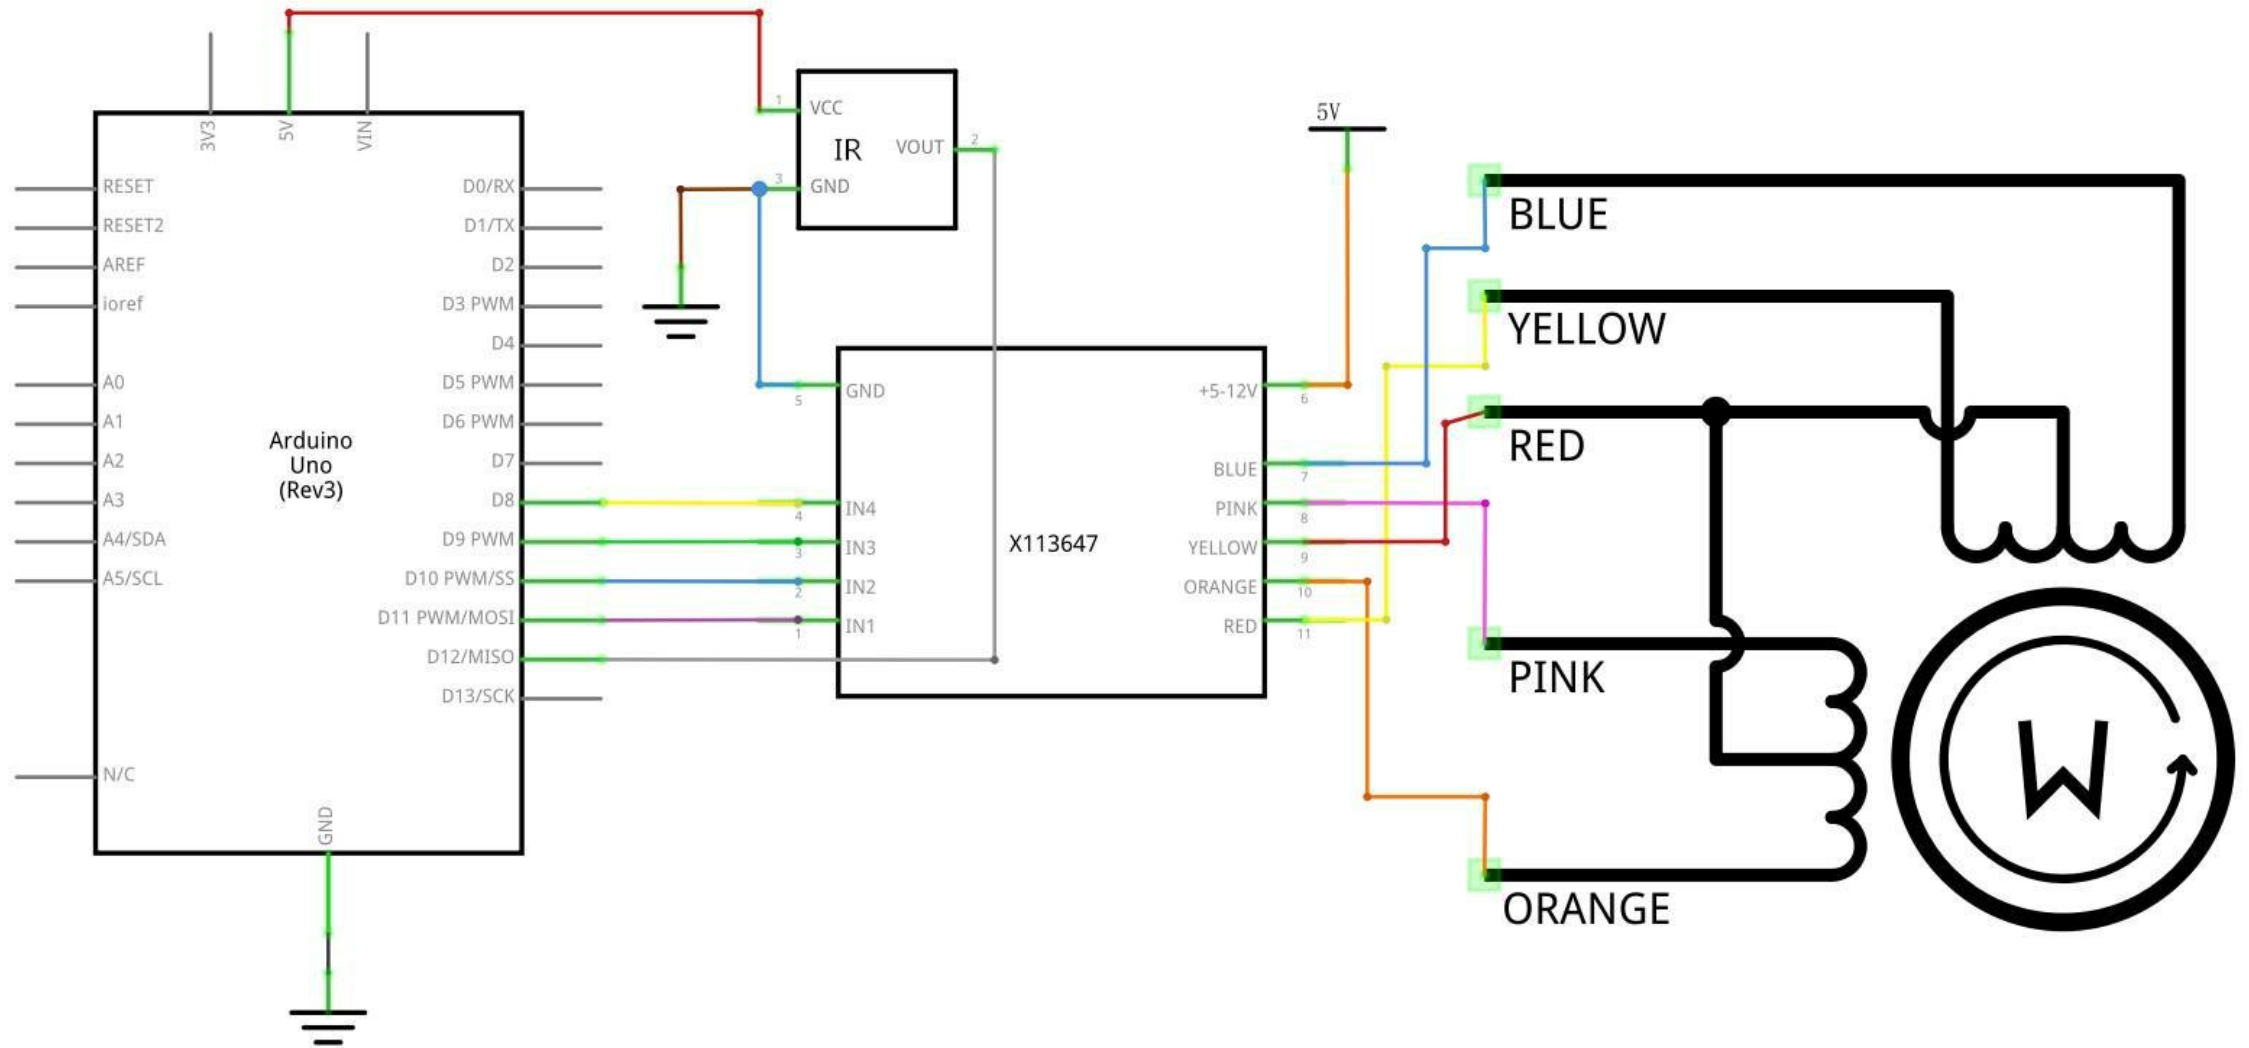 3V3
5V
VIN
RESET
RESET2
AREF
ioref
A0
A1
A2
A3
A4/SDA
A5/SCL
N/C
Arduino
Uno
(Rev3)
D0/RX
D1/TX
D2
D3 PWM
D4
D5 PWM
D6 PWM
D7
D8
D9 PWM
D10 PWM/SS
D11 PWM/MOSI
D12/MISO
D13/SCK
GND
1
VCC
IR
VOUT
2
3
GND
5V
GND
5
IN4
4
IN3
3
IN2
2
IN1
1
X113647
+5-12V
6
BLUE
7
PINK
8
YELLOW
9
ORANGE
10
RED
11
BLUE
YELLOW
RED
PINK
ORANGE
M